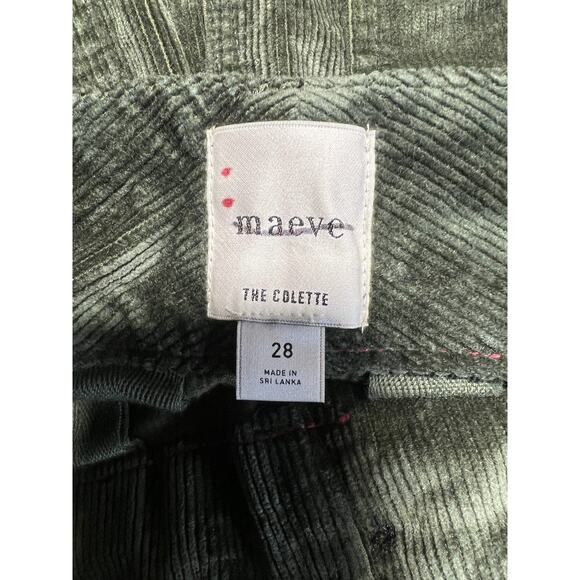 maeve
THE COLETTE
28
MADE IN
SRI LANKA